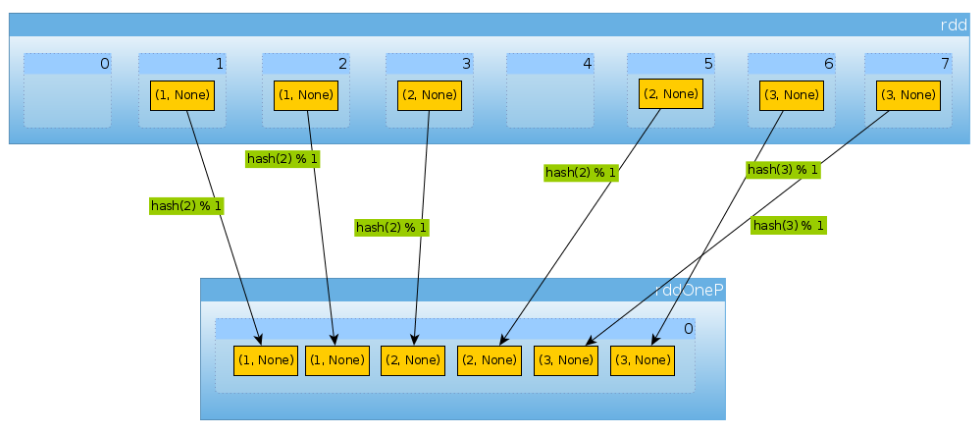 rdd
0 1 2 3 4 5 6 7
(1, None) (1, None) (2, None) (2, None) (3, None) (3, None)
hash(2) % 1
hash(2) % 1 hash(3) % 1
hash(2) % 1
hash(2) % 1 hash(3) % 1
rddOneP
0
(1, None) (1, None) (2, None) (2, None) (3, None) (3, None)